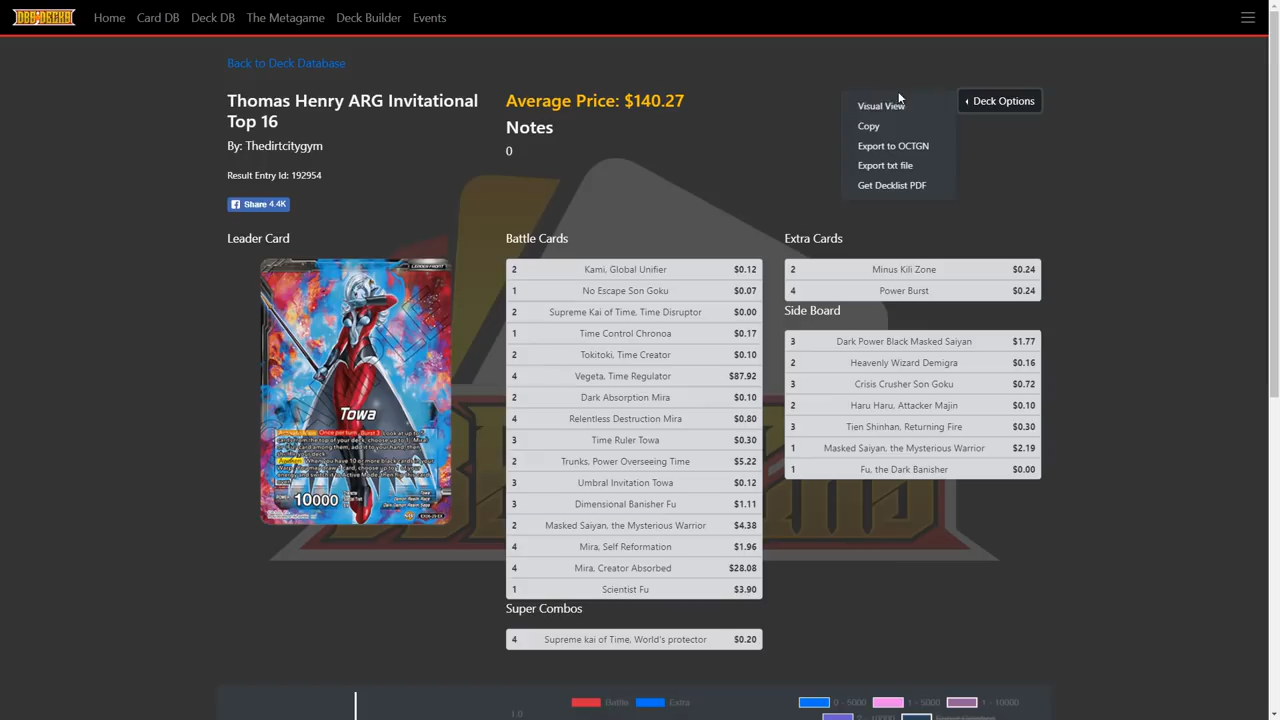 DBS DECKS
Home Card DB Deck DB The Metagame Deck Builder Events
Back to Deck Database
Thomas Henry ARG Invitational
Top 16
By: Thedirtcitygym
Result Entry Id: 192954
Share 4.4K
Average Price: $140.27
Notes
0
Visual View
Copy
Export to OCTGN
Export txt file
Get Decklist PDF
Deck Options
Leader Card
Towa
10000
Battle Cards
2 Kami, Global Unifier $0.12
1 No Escape Son Goku $0.07
2 Supreme Kai of Time, Time Disruptor $0.00
1 Time Control Chronoa $0.17
2 Tokitoki, Time Creator $0.10
4 Vegeta, Time Regulator $87.92
2 Dark Absorption Mira $0.10
4 Relentless Destruction Mira $0.80
3 Time Ruler Towa $0.30
2 Trunks, Power Overseeing Time $5.22
3 Umbral Invitation Towa $0.12
3 Dimensional Banisher Fu $1.11
2 Masked Saiyan, the Mysterious Warrior $4.38
4 Mira, Self Reformation $1.96
4 Mira, Creator Absorbed $28.08
1 Scientist Fu $3.90
Super Combos
4 Supreme kai of Time, World's protector $0.20
Extra Cards
2 Minus Kili Zone $0.24
4 Power Burst $0.24
Side Board
3 Dark Power Black Masked Saiyan $1.77
2 Heavenly Wizard Demigra $0.16
3 Crisis Crusher Son Goku $0.72
2 Haru Haru, Attacker Majin $0.10
3 Tien Shinhan, Returning Fire $0.30
1 Masked Saiyan, the Mysterious Warrior $2.19
1 Fu, the Dark Banisher $0.00
1.0
Battle Extra
0 - 5000 1 - 5000 1 - 10000